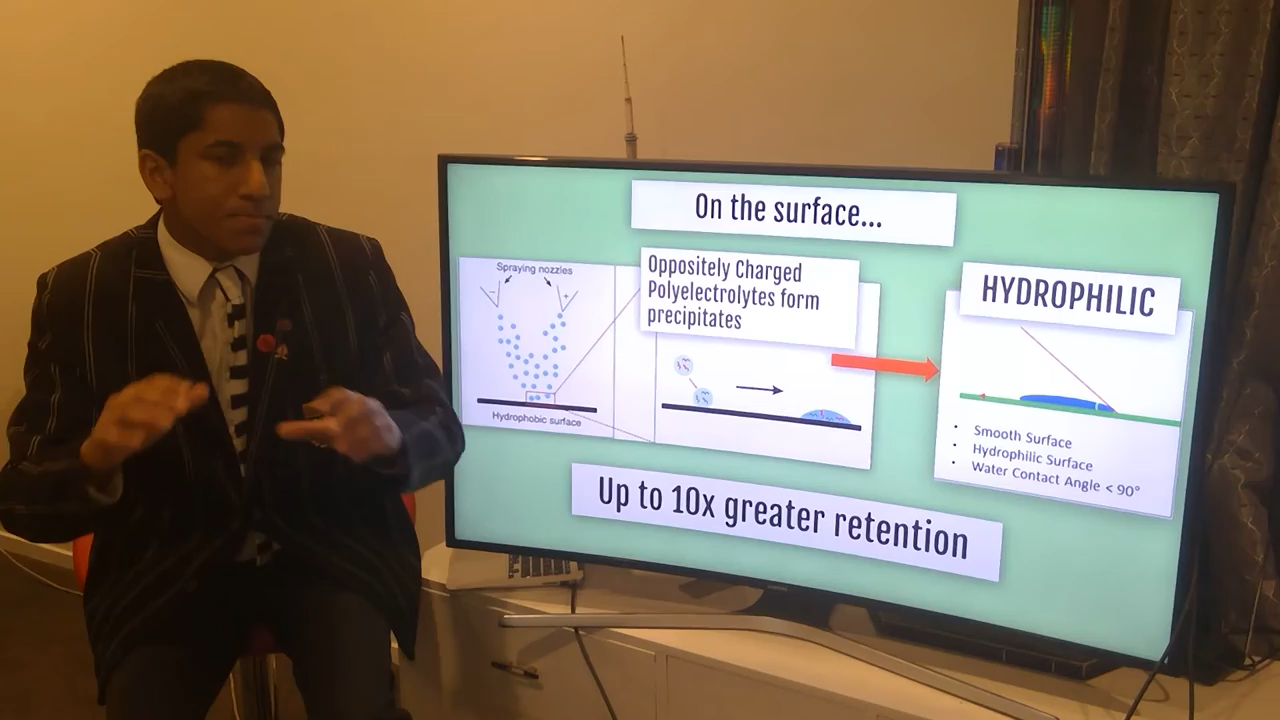 On the surface...
Spraying nozzles
-
+
Hydrophobic surface
Oppositely Charged
Polyelectrolytes form
precipitates
HYDROPHILIC
• Smooth Surface
• Hydrophilic Surface
• Water Contact Angle < 90°
Up to 10x greater retention